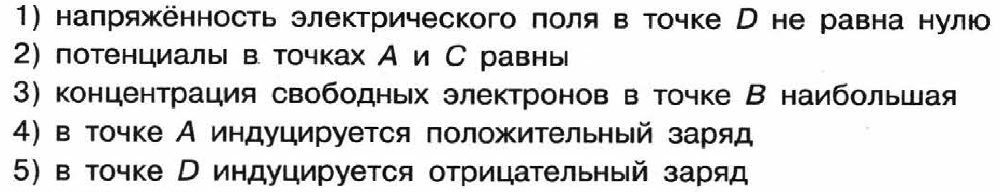 1) напряжённость электрического поля в точке D не равна нулю
2) потенциалы в точках A и C равны
3) концентрация свободных электронов в точке B наибольшая
4) в точке A индуцируется положительный заряд
5) в точке D индуцируется отрицательный заряд